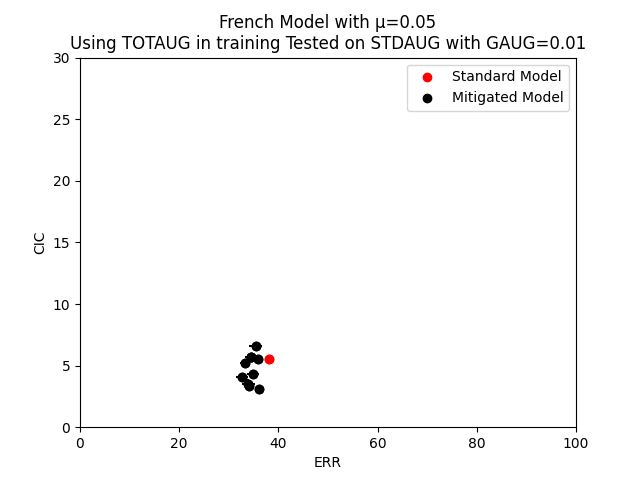 French Model with μ=0.05
Using TOTAUG in training Tested on STDAUG with GAUG=0.01
Standard Model
Mitigated Model
30
25
20
15
10
5
0
CIC
0 20 40 60 80 100
ERR